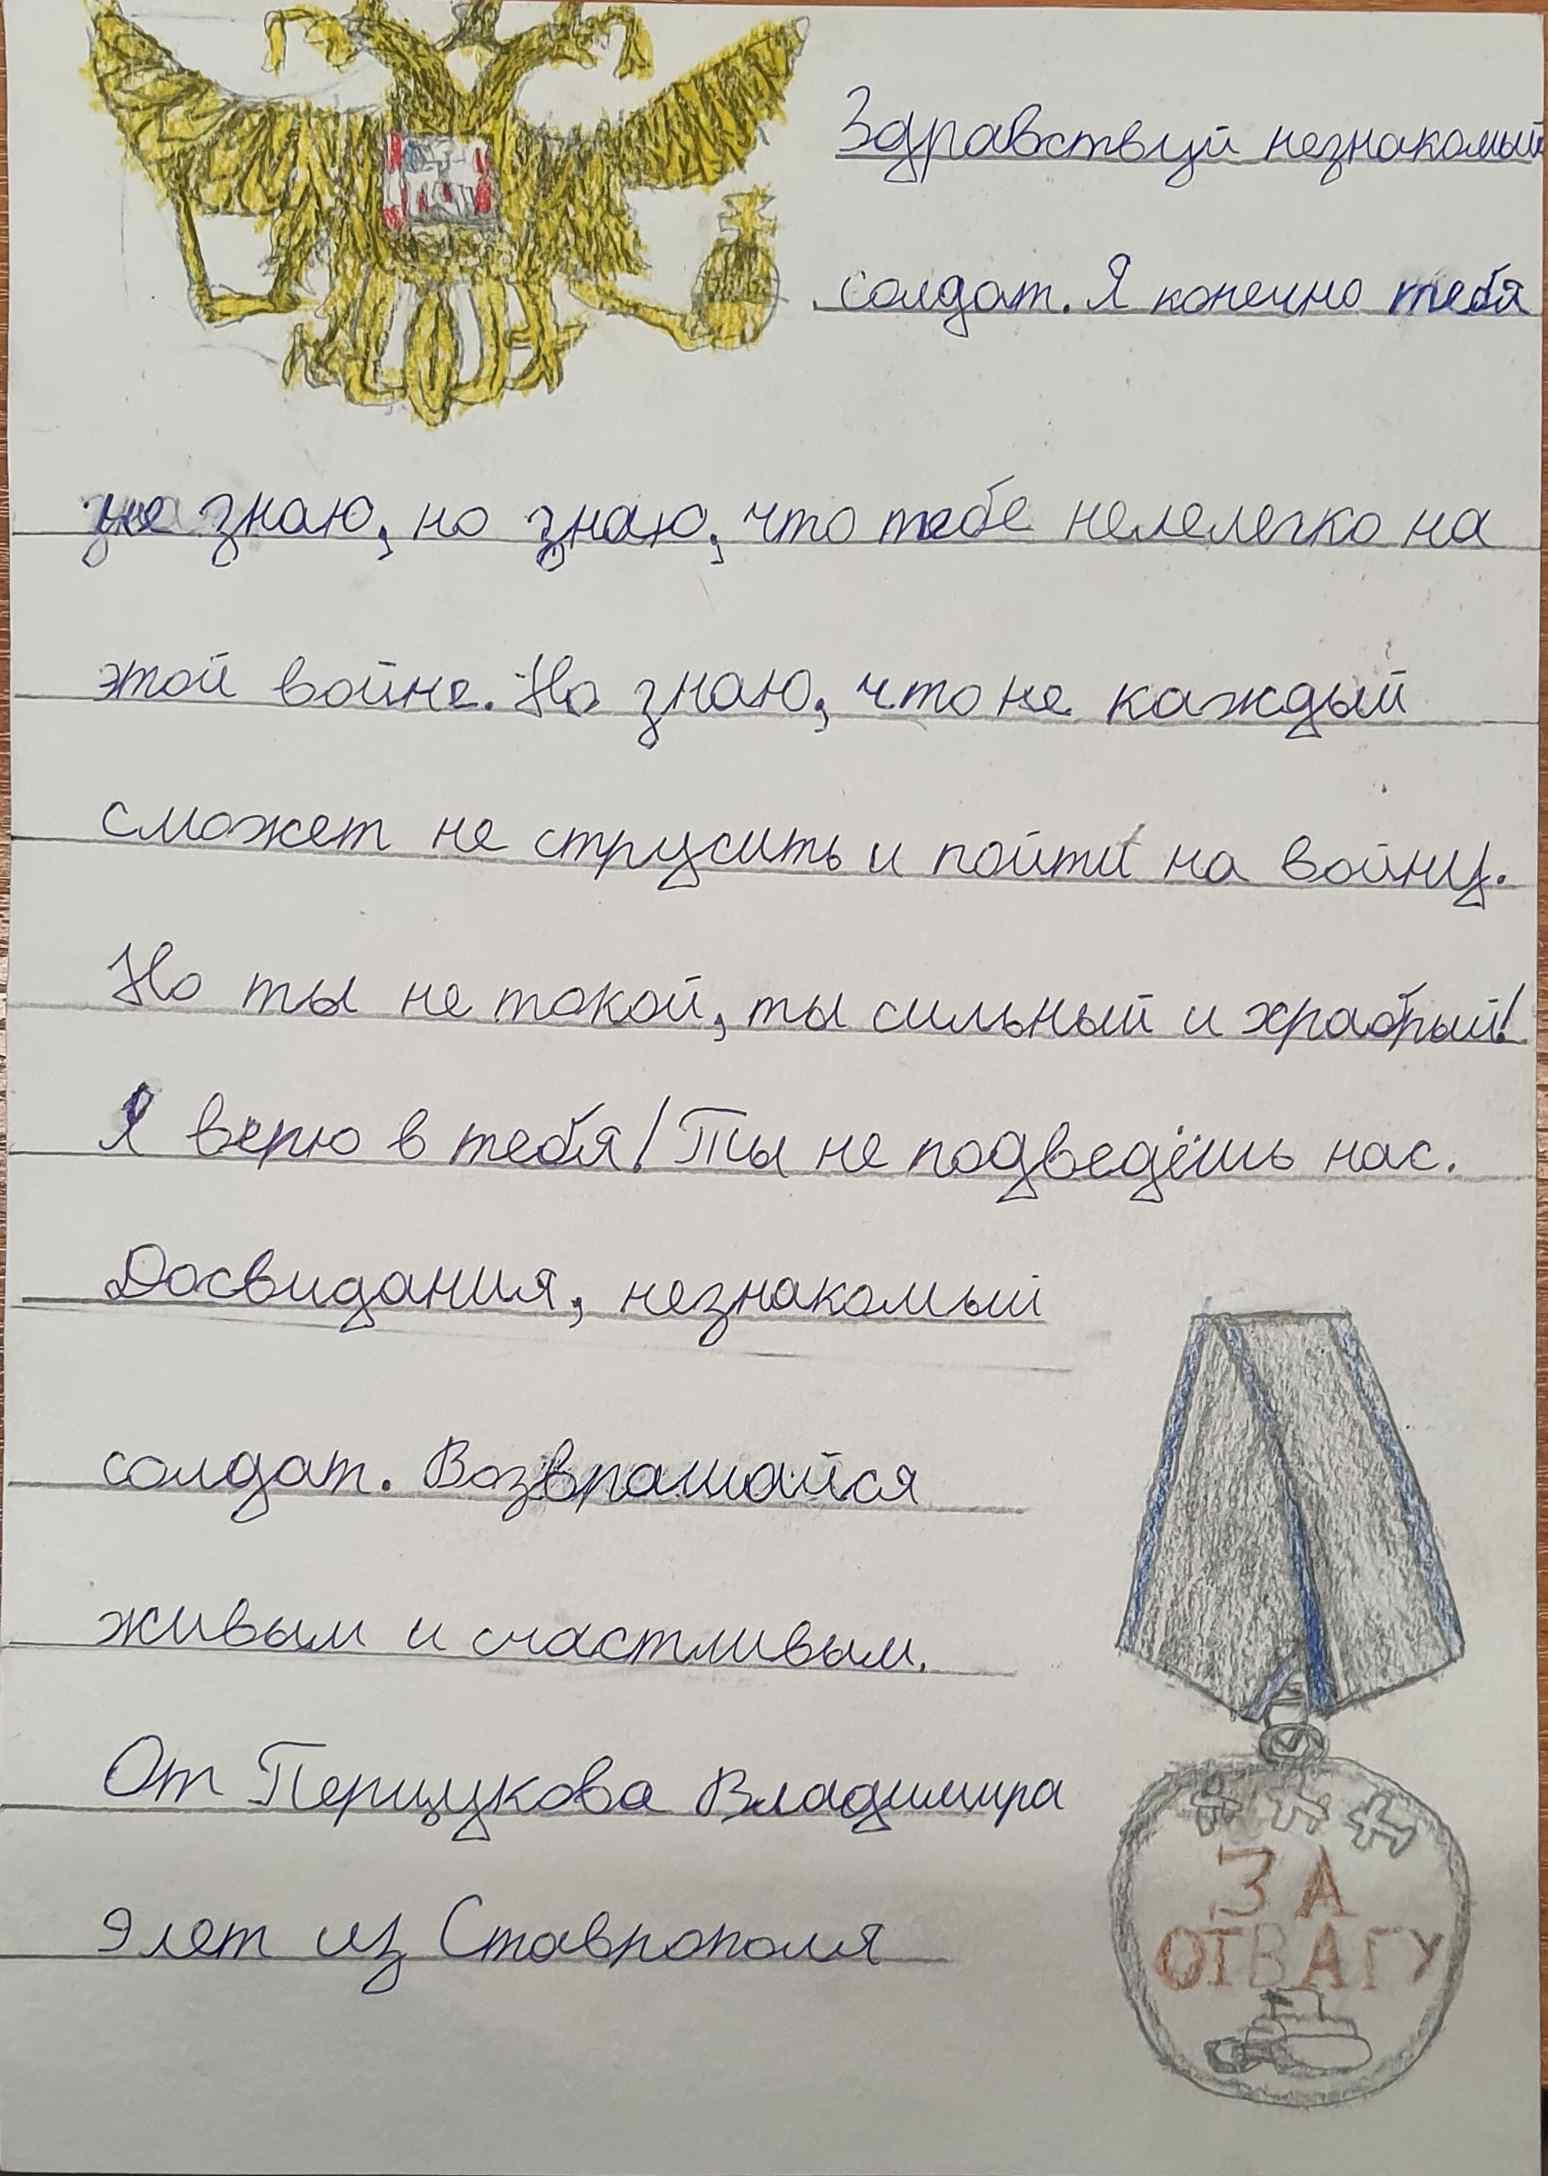 Здравствуй незнакомый
солдат. Я конечно тебя
не знаю, но знаю, что тебе нелелегко на
этой войне. Но знаю, что не каждый
сможет не струсить и пойти на войну.
Но ты не такой, ты сильный и храбрый!
Я верю в тебя! Ты не подведёшь нас.
Досвидания, незнакомый
солдат. Возвращайся
живым и счастливым.
От Перцукова Владимира
9 лет из Ставрополя
ЗА
ОТВАГУ